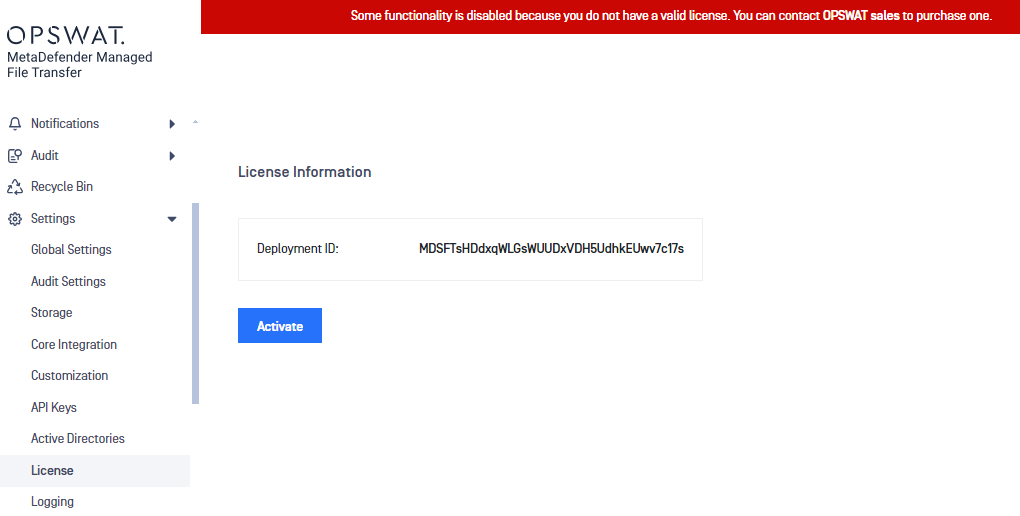 Some functionality is disabled because you do not have a valid license. You can contact OPSWAT sales to purchase one.
OPSWAT.
MetaDefender Managed
File Transfer
Notifications
Audit
Recycle Bin
Settings
Global Settings
Audit Settings
Storage
Core Integration
Customization
API Keys
Active Directories
License
Logging
License Information
Deployment ID: MDSFTsHDdxqWLGsWUUDxVDH5UdhkEUwv7c17s
Activate